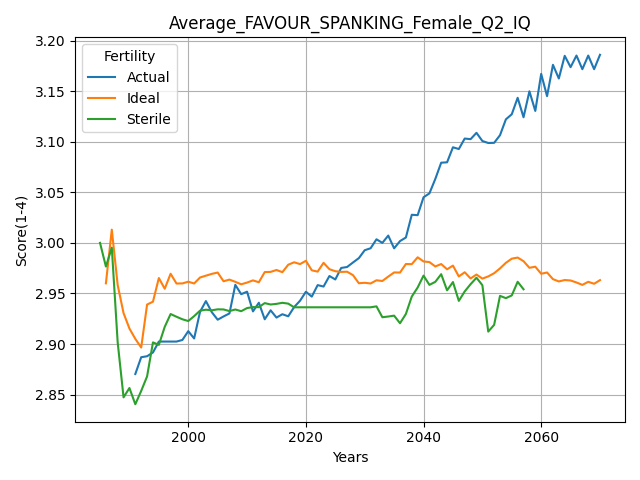 Average_FAVOUR_SPANKING_Female_Q2_IQ
Fertility
Actual
Ideal
Sterile
Score(1-4)
3.20
3.15
3.10
3.05
3.00
2.95
2.90
2.85
2000
2020
2040
2060
Years